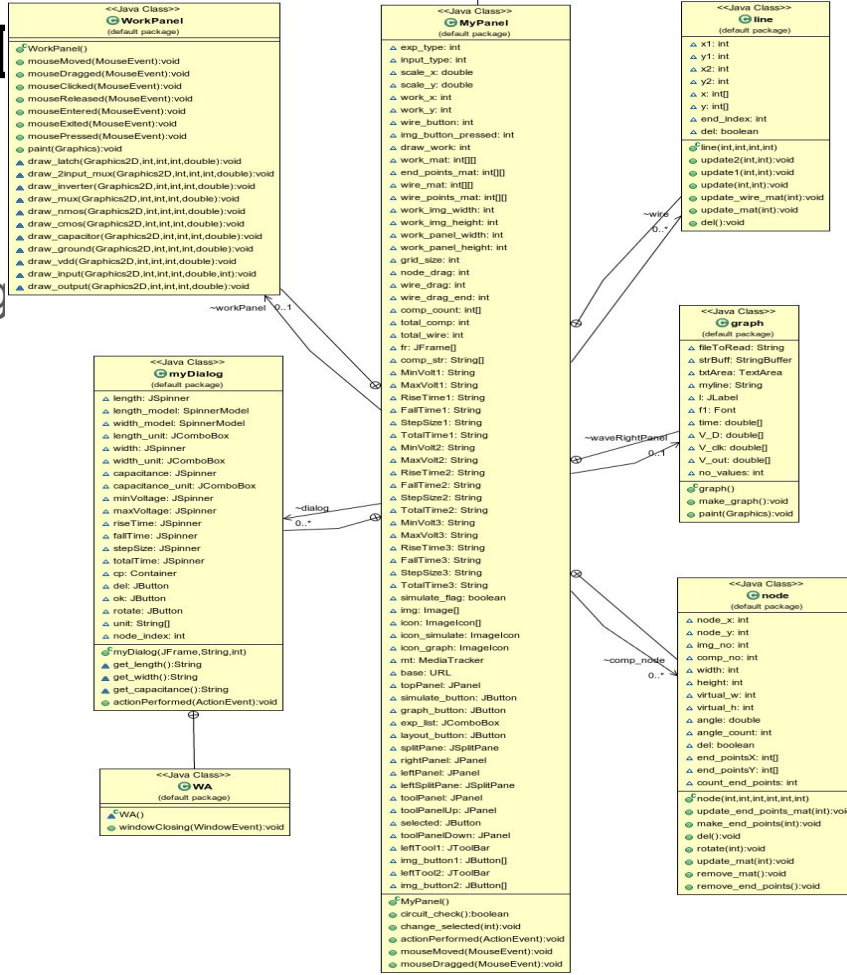 <<Java Class>>
WorkPanel
(default package)
WorkPanel()
mouseMoved(MouseEvent):void
mouseDragged(MouseEvent):void
mouseClicked(MouseEvent):void
mouseReleased(MouseEvent):void
mouseEntered(MouseEvent):void
mouseExited(MouseEvent):void
mousePressed(MouseEvent):void
paint(Graphics):void
draw_latch(Graphics2D,int,int,int,double):void
draw_2input_mux(Graphics2D,int,int,int,double):void
draw_inverter(Graphics2D,int,int,int,double):void
draw_mux(Graphics2D,int,int,int,double):void
draw_nmos(Graphics2D,int,int,int,double):void
draw_cmos(Graphics2D,int,int,int,double):void
draw_capacitor(Graphics2D,int,int,int,double):void
draw_ground(Graphics2D,int,int,int,double):void
draw_vdd(Graphics2D,int,int,int,double):void
draw_input(Graphics2D,int,int,int,double,int):void
draw_output(Graphics2D,int,int,int,double):void
~workPanel 0..1
<<Java Class>>
myDialog
(default package)
length: JSpinner
length_model: SpinnerModel
width_model: SpinnerModel
length_unit: JComboBox
width: JSpinner
width_unit: JComboBox
capacitance: JSpinner
capacitance_unit: JComboBox
minVoltage: JSpinner
maxVoltage: JSpinner
riseTime: JSpinner
fallTime: JSpinner
stepSize: JSpinner
totalTime: JSpinner
cp: Container
del: JButton
ok: JButton
rotate: JButton
unit: String[]
node_index: int
myDialog(JFrame,String,int)
get_length():String
get_width():String
get_capacitance():String
actionPerformed(ActionEvent):void
~dialog
0..*
<<Java Class>>
WA
(default package)
WA()
windowClosing(WindowEvent):void
<<Java Class>>
MyPanel
(default package)
exp_type: int
input_type: int
scale_x: double
scale_y: double
work_x: int
work_y: int
wire_button: int
img_button_pressed: int
draw_work: int
work_mat: int[][]
end_points_mat: int[][]
wire_mat: int[][]
wire_points_mat: int[][]
work_img_width: int
work_img_height: int
work_panel_width: int
work_panel_height: int
grid_size: int
node_drag: int
wire_drag: int
wire_drag_end: int
comp_count: int[]
total_comp: int
total_wire: int
fr: JFrame[]
comp_str: String[]
MinVolt1: String
MaxVolt1: String
RiseTime1: String
FallTime1: String
StepSize1: String
TotalTime1: String
MinVolt2: String
MaxVolt2: String
RiseTime2: String
FallTime2: String
StepSize2: String
TotalTime2: String
MinVolt3: String
MaxVolt3: String
RiseTime3: String
FallTime3: String
StepSize3: String
TotalTime3: String
simulate_flag: boolean
img: Image[]
icon: ImageIcon[]
icon_simulate: ImageIcon
icon_graph: ImageIcon
mt: MediaTracker
base: URL
topPanel: JPanel
simulate_button: JButton
graph_button: JButton
exp_list: JComboBox
layout_button: JButton
splitPane: JSplitPane
rightPanel: JPanel
leftPanel: JPanel
leftSplitPane: JSplitPane
toolPanel: JPanel
toolPanelUp: JPanel
selected: JButton
toolPanelDown: JPanel
leftTool1: JToolBar
img_button1: JButton[]
leftTool2: JToolBar
img_button2: JButton[]
MyPanel()
circuit_check():boolean
change_selected(int):void
actionPerformed(ActionEvent):void
mouseMoved(MouseEvent):void
mouseDragged(MouseEvent):void
<<Java Class>>
line
(default package)
x1: int
y1: int
x2: int
y2: int
x: int[]
y: int[]
end_index: int
del: boolean
line(int,int,int,int)
update2(int,int):void
update1(int,int):void
update(int,int):void
update_wire_mat(int):void
update_mat(int):void
del():void
~wire
0..*
<<Java Class>>
graph
(default package)
fileToRead: String
strBuff: StringBuffer
txtArea: TextArea
myline: String
l: JLabel
f1: Font
time: double[]
V_D: double[]
V_clk: double[]
V_out: double[]
no_values: int
graph()
make_graph():void
paint(Graphics):void
~waveRightPanel
0..1
<<Java Class>>
node
(default package)
node_x: int
node_y: int
img_no: int
comp_no: int
width: int
height: int
virtual_w: int
virtual_h: int
angle: double
angle_count: int
del: boolean
end_pointsX: int[]
end_pointsY: int[]
count_end_points: int
node(int,int,int,int,int,int)
update_end_points_mat(int):void
make_end_points(int):void
del():void
rotate(int):void
update_mat(int):void
remove_mat():void
remove_end_points():void
~comp_node
0..*